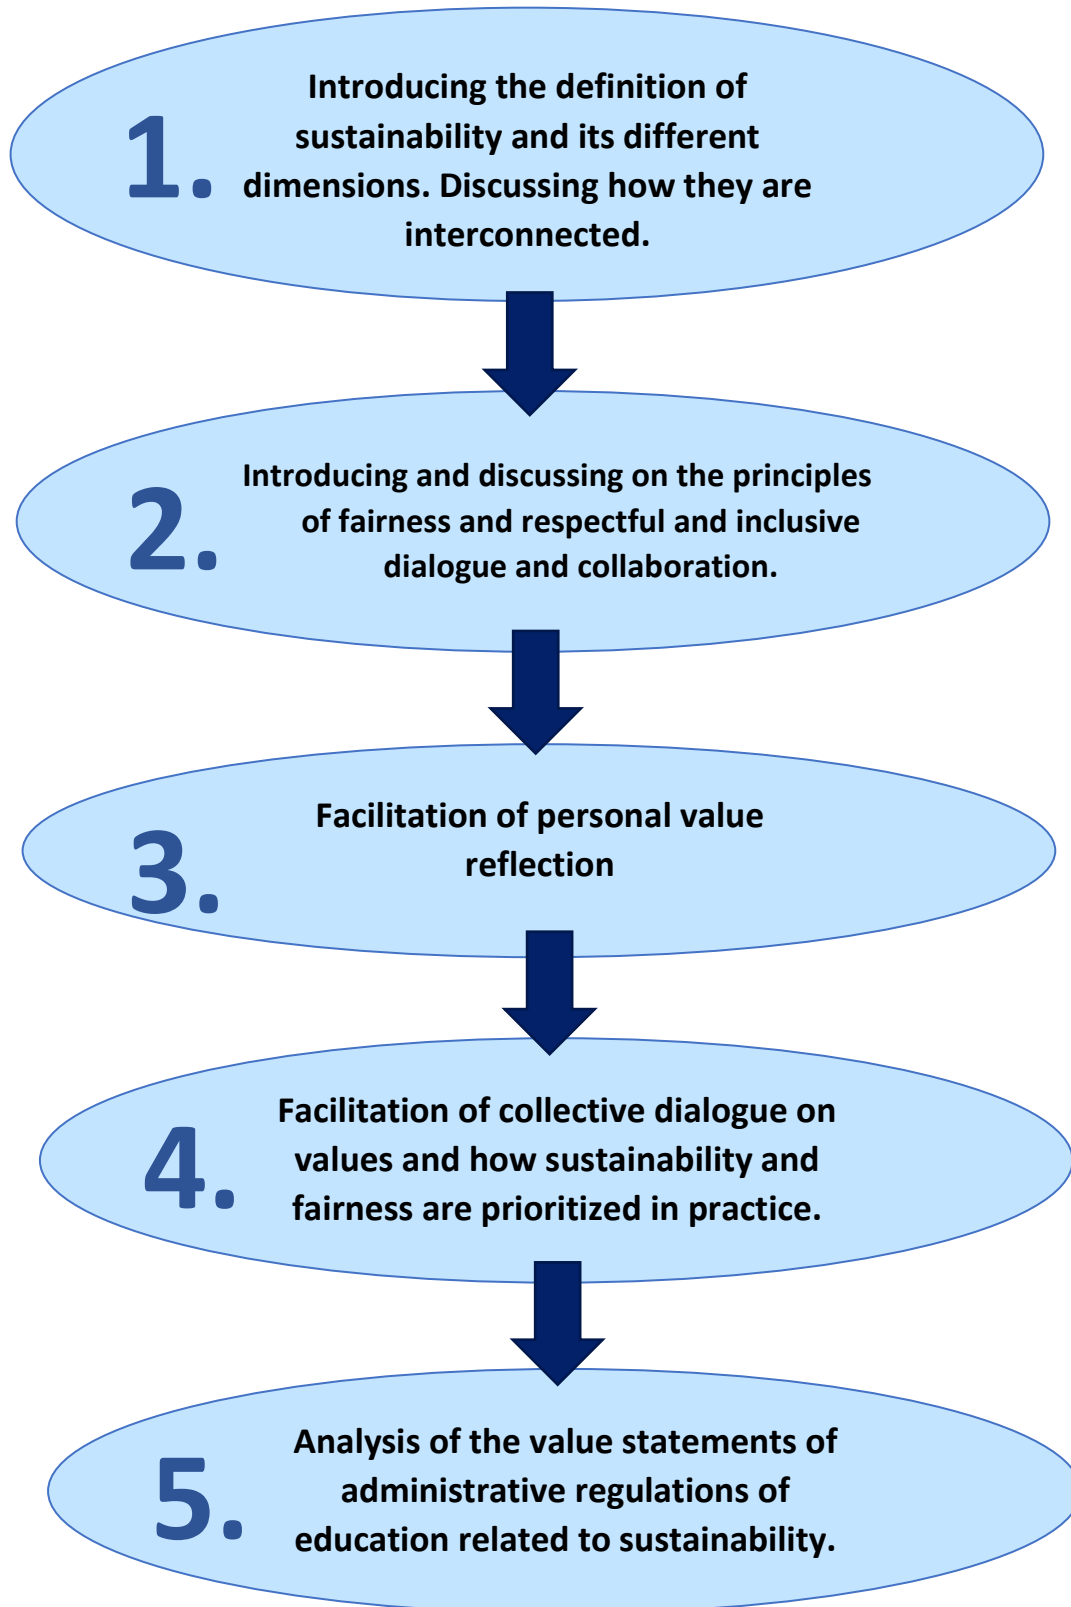 1.
Introducing the definition of
sustainability and its different
dimensions. Discussing how they are
interconnected.
2.
Introducing and discussing on the principles
of fairness and respectful and inclusive
dialogue and collaboration.
3.
Facilitation of personal value
reflection
4.
Facilitation of collective dialogue on
values and how sustainability and
fairness are prioritized in practice.
5.
Analysis of the value statements of
administrative regulations of
education related to sustainability.